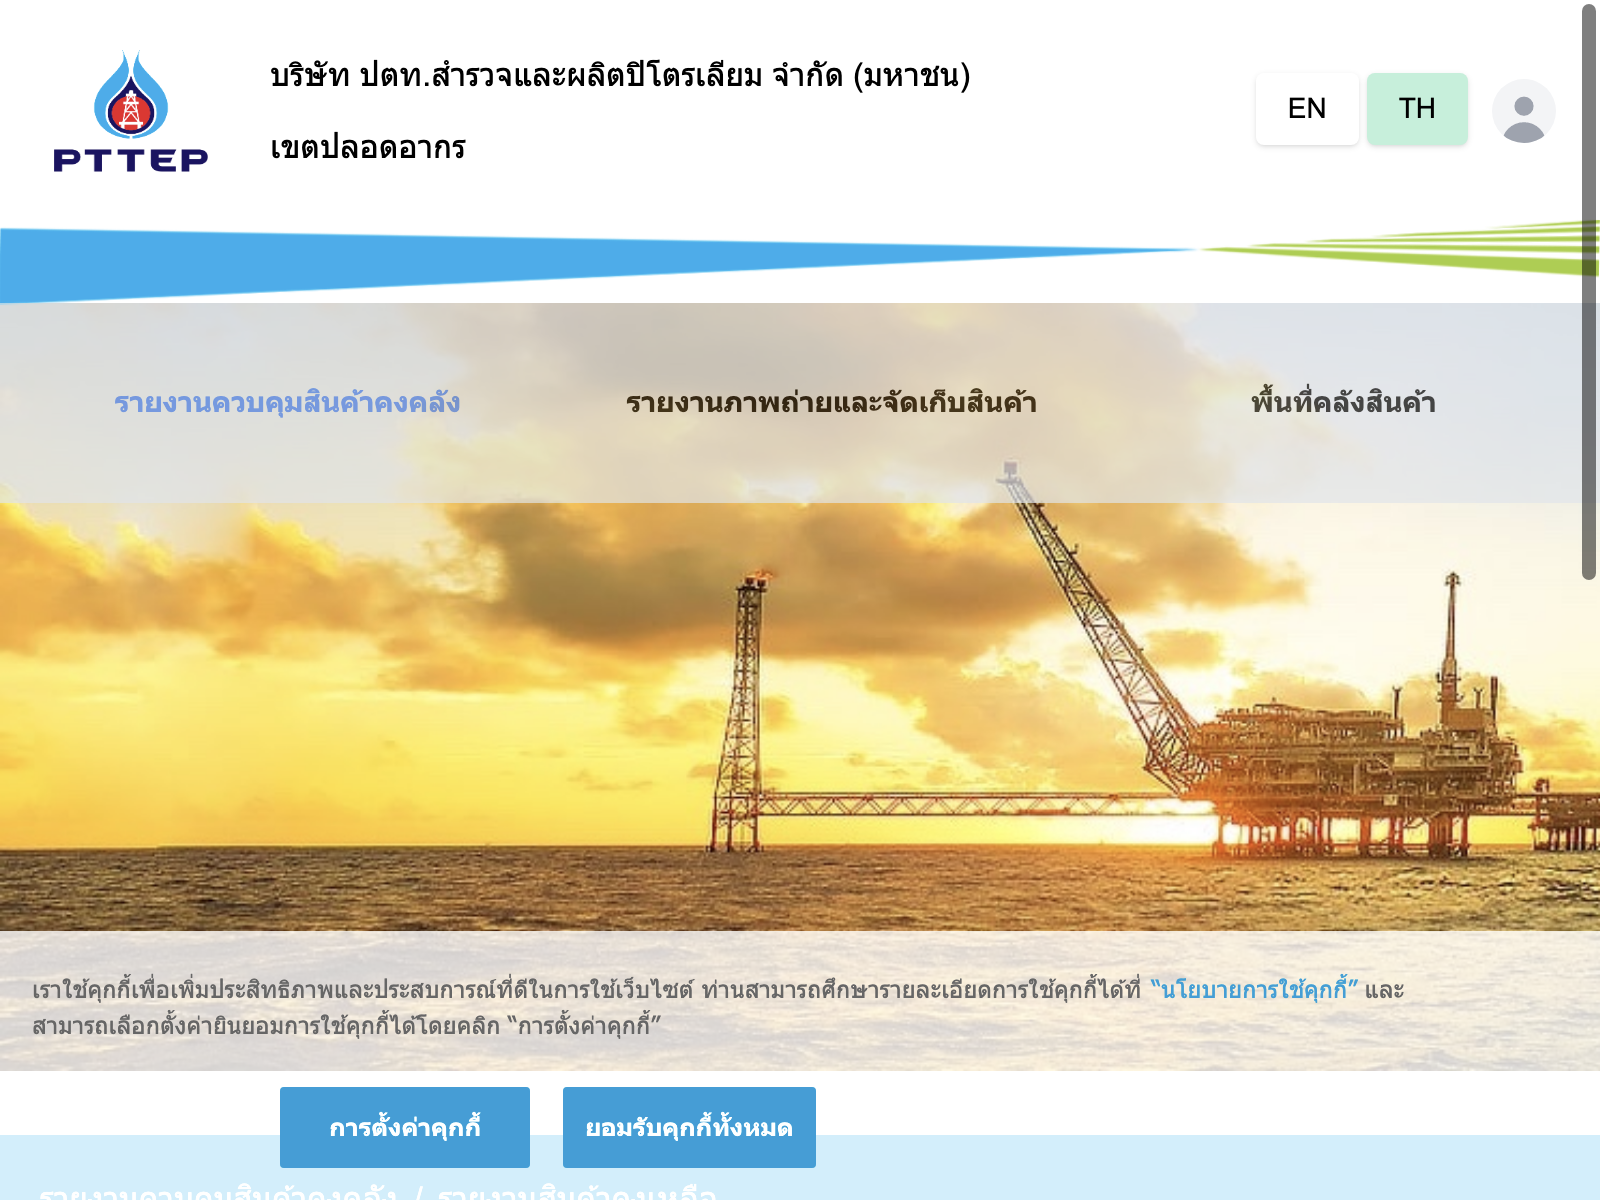 บริษัท ปตท.สำรวจและผลิตปิโตรเลียม จำกัด (มหาชน)
เขตปลอดอากร
PTTEP
EN
TH
รายงานควบคุมสินค้าคงคลัง
รายงานภาพถ่ายและจัดเก็บสินค้า
พื้นที่คลังสินค้า
เราใช้คุกกี้เพื่อเพิ่มประสิทธิภาพและประสบการณ์ที่ดีในการใช้เว็บไซต์ ท่านสามารถศึกษารายละเอียดการใช้คุกกี้ได้ที่ “นโยบายการใช้คุกกี้” และ
สามารถเลือกตั้งค่ายินยอมการใช้คุกกี้ได้โดยคลิก “การตั้งค่าคุกกี้”
การตั้งค่าคุกกี้
ยอมรับคุกกี้ทั้งหมด
รายงานควบคุมสินค้าคงคลัง / รายงานสินค้าคงเหลือ